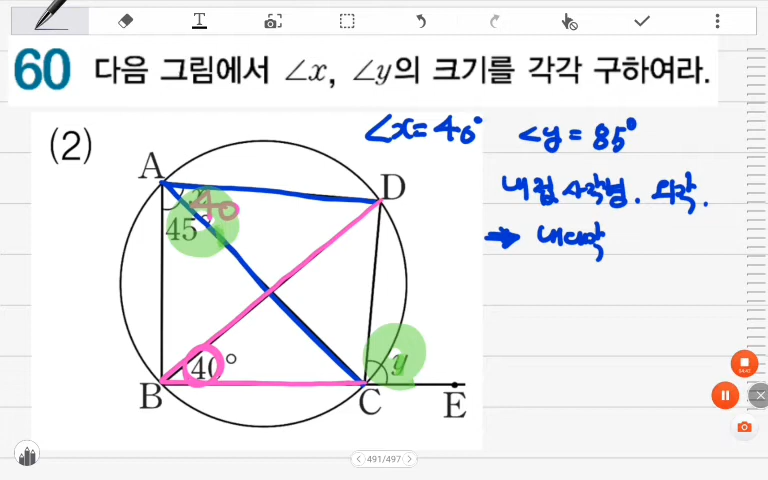 T
60 다음 그림에서 ∠x, ∠y의 크기를 각각 구하여라.
(2)
∠x=40° ∠y=85°
내접 사각형. 외각.
→ 내대각
A
D
40
45°
40°
y
B
C
E
491/497